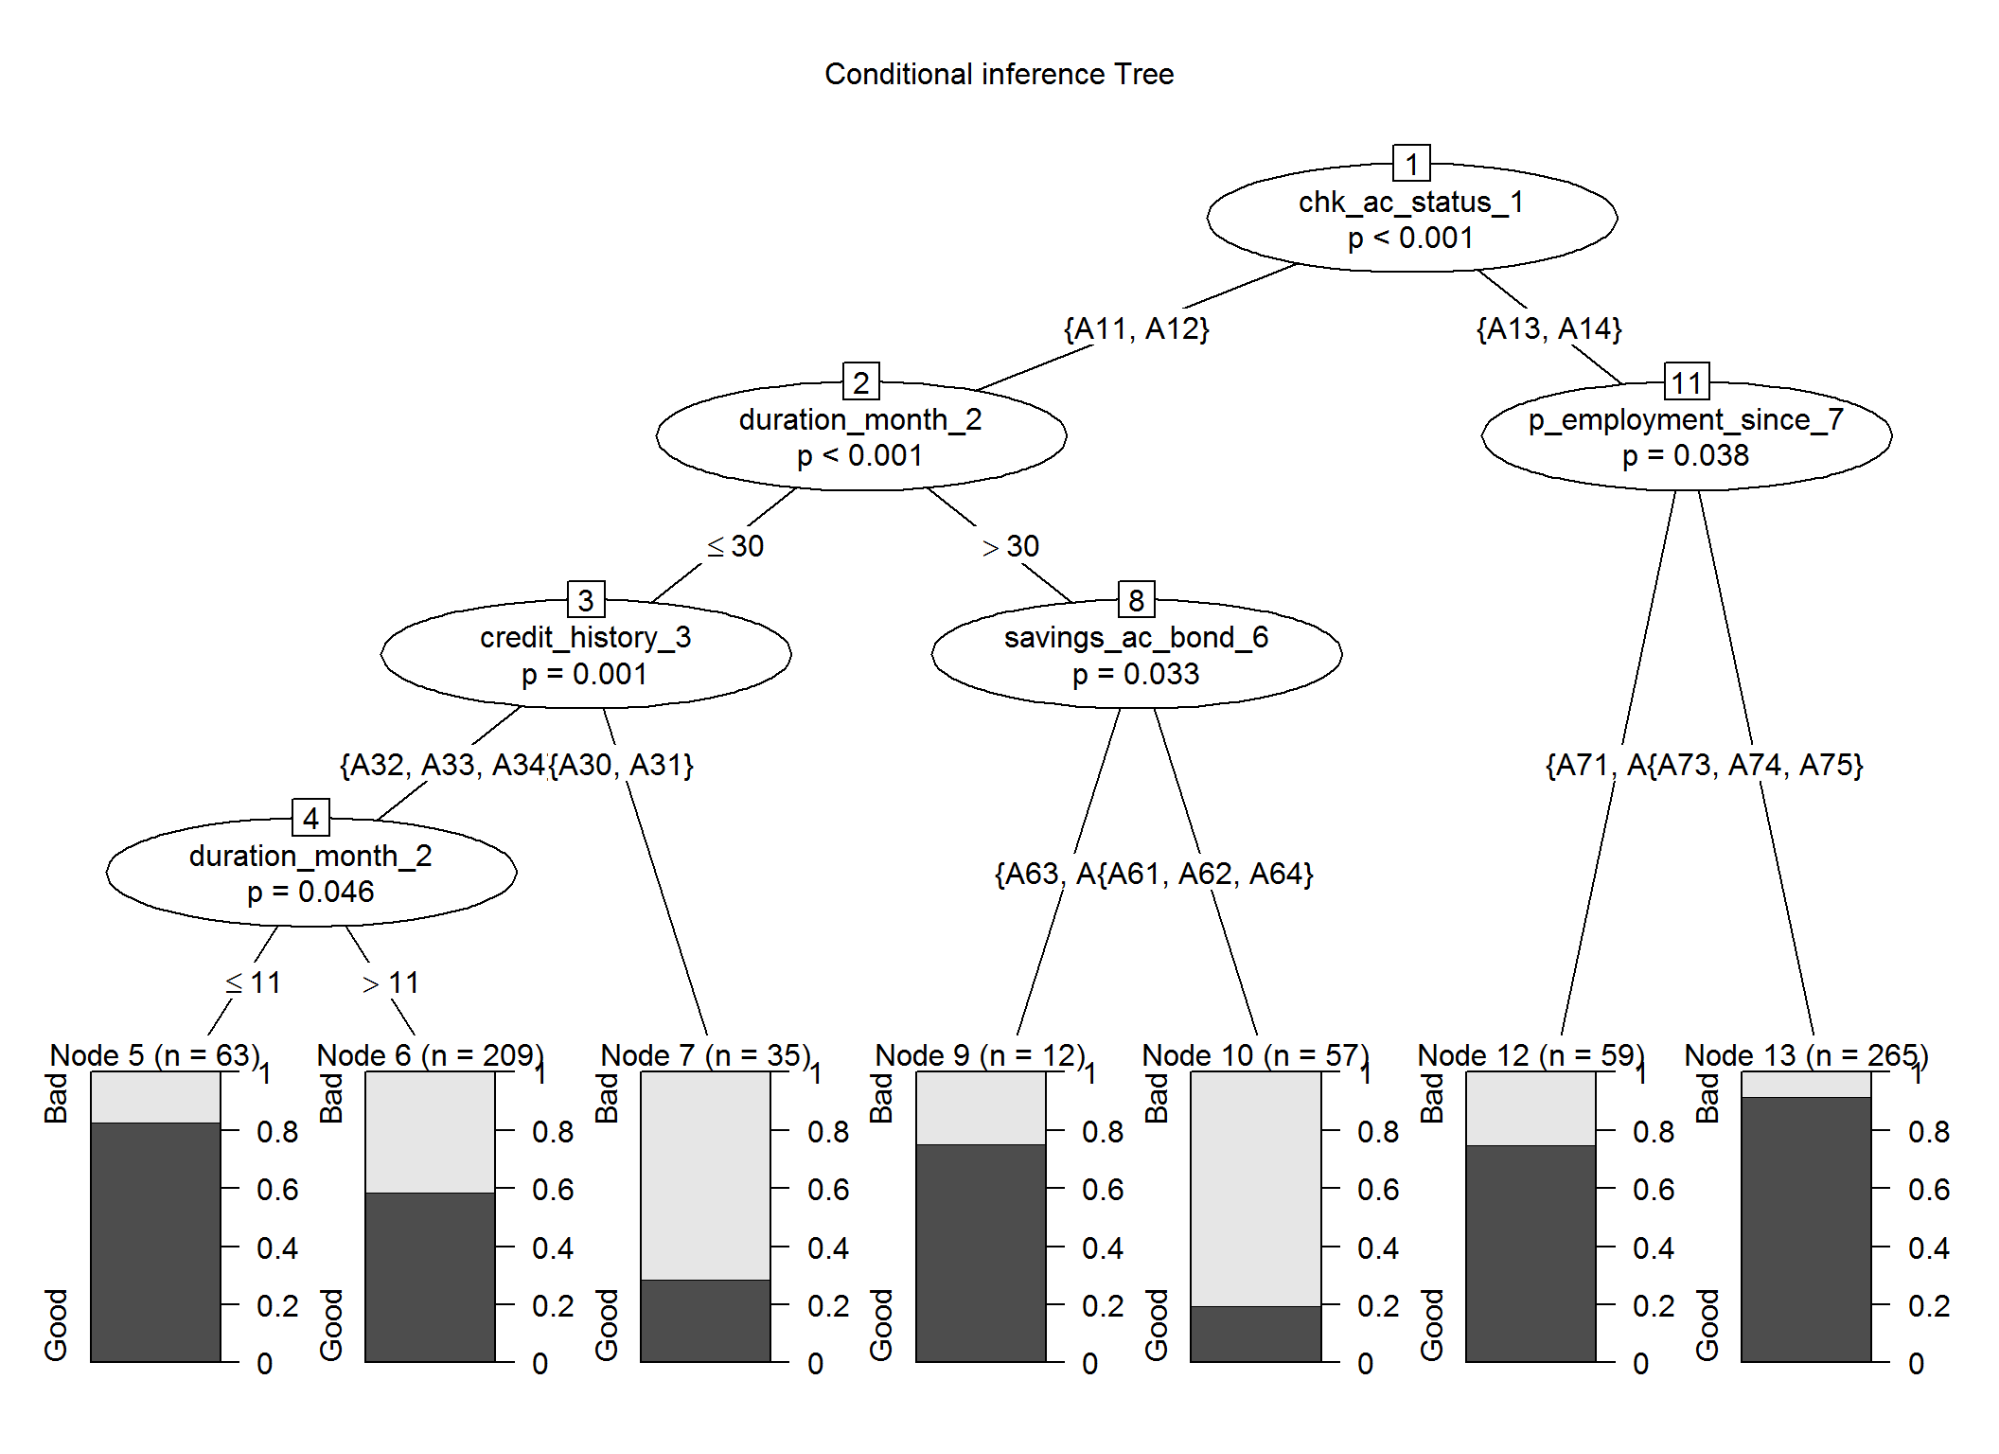 Conditional inference Tree
1
chk_ac_status_1
p < 0.001
{A11, A12}
{A13, A14}
2
duration_month_2
p < 0.001
11
p_employment_since_7
p = 0.038
≤ 30
> 30
3
credit_history_3
p = 0.001
8
savings_ac_bond_6
p = 0.033
{A32, A33, A34
{A30, A31}
{A71, A
{A73, A74, A75}
4
duration_month_2
p = 0.046
{A63, A
{A61, A62, A64}
≤ 11
> 11
Node 5 (n = 63)
Bad
Good
1
0.8
0.6
0.4
0.2
0
Node 6 (n = 209)
Bad
Good
1
0.8
0.6
0.4
0.2
0
Node 7 (n = 35)
Bad
Good
1
0.8
0.6
0.4
0.2
0
Node 9 (n = 12)
Bad
Good
1
0.8
0.6
0.4
0.2
0
Node 10 (n = 57)
Bad
Good
1
0.8
0.6
0.4
0.2
0
Node 12 (n = 59)
Bad
Good
1
0.8
0.6
0.4
0.2
0
Node 13 (n = 265)
Bad
Good
1
0.8
0.6
0.4
0.2
0